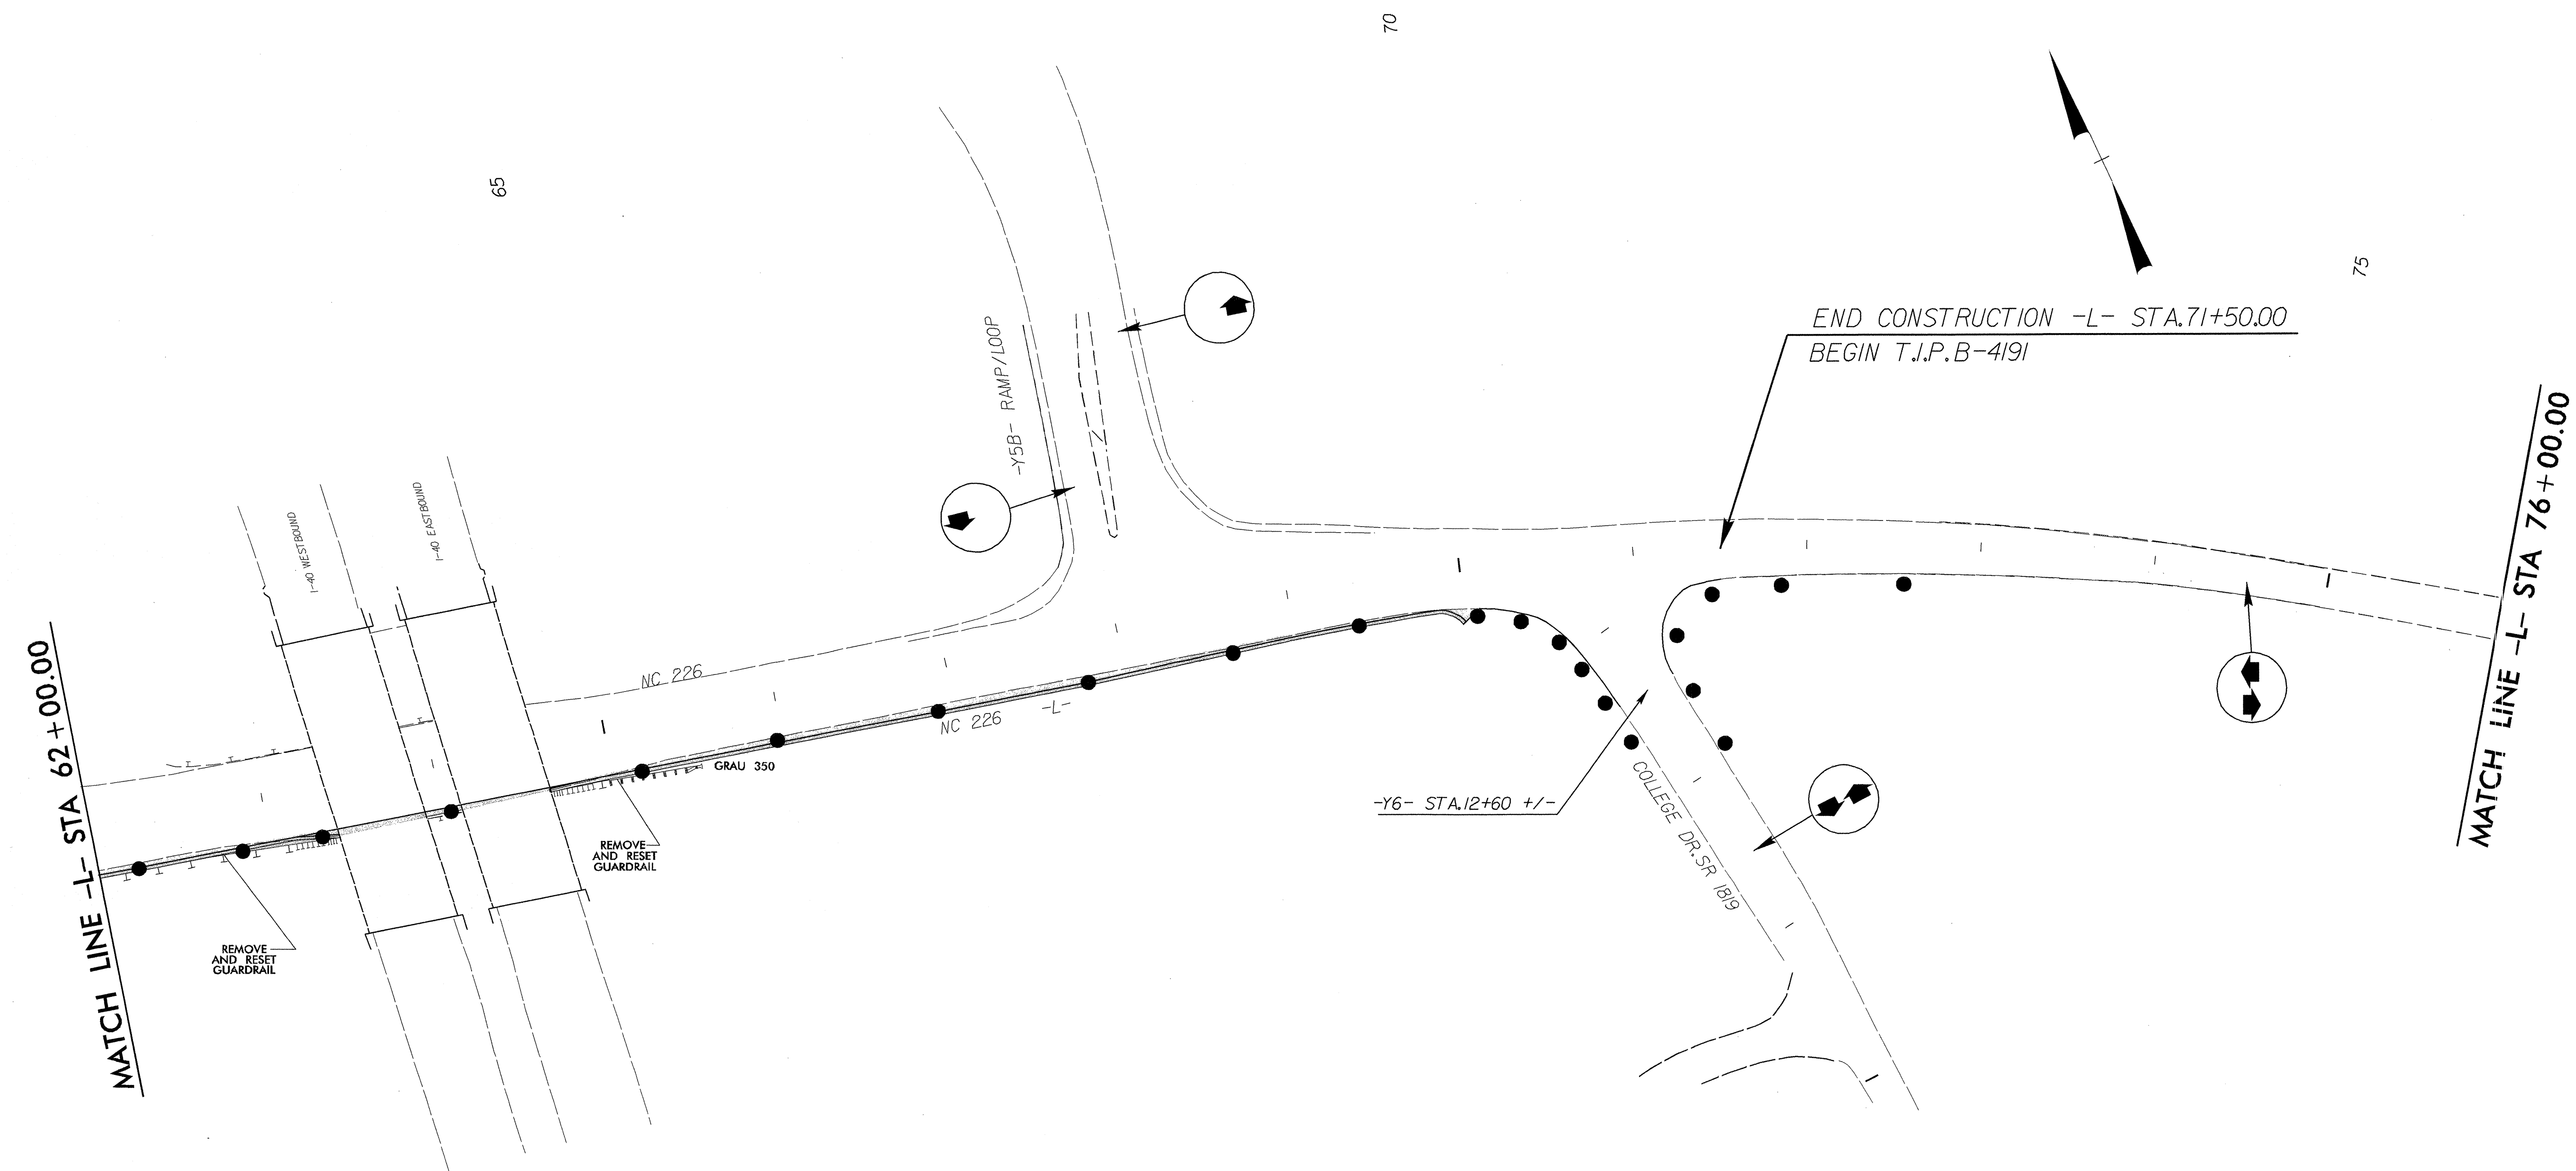 70
65
75
END CONSTRUCTION -L- STA.71+50.00
BEGIN T.I.P.B-4191
-Y5B- RAMP/LOOP
I-40 WESTBOUND
I-40 EASTBOUND
MATCH LINE -L- STA 62+00.00
MATCH LINE -L- STA 76+00.00
NC 226
NC 226
-L-
GRAU 350
REMOVE
AND RESET
GUARDRAIL
REMOVE
AND RESET
GUARDRAIL
-Y6- STA.12+60 +/-
COLLEGE DR.SR 1819